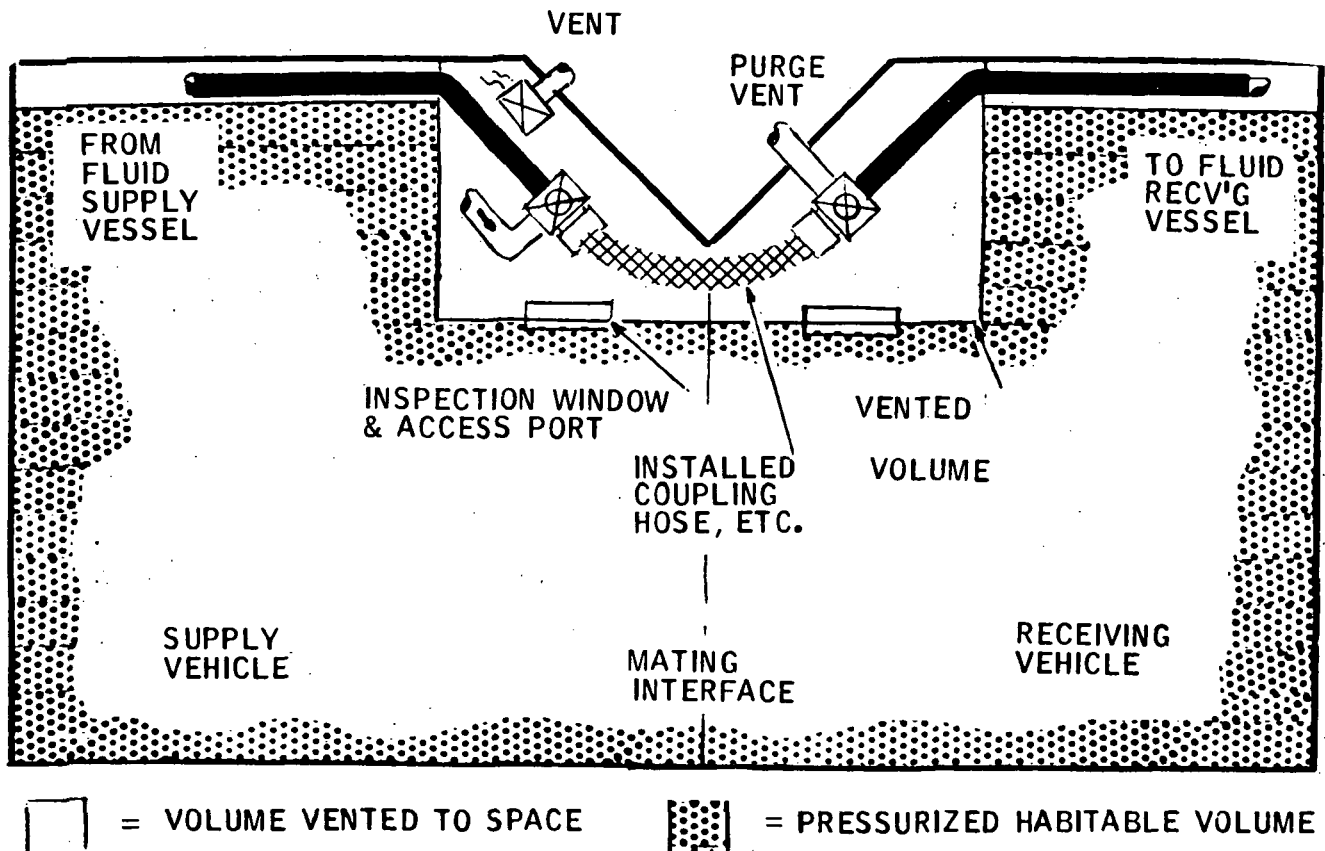 VENT
PURGE
VENT
FROM
FLUID
SUPPLY
VESSEL
TO FLUID
RECV'G
VESSEL
INSPECTION WINDOW
& ACCESS PORT
VENTED
VOLUME
INSTALLED
COUPLING
HOSE, ETC.
SUPPLY
VEHICLE
MATING
INTERFACE
RECEIVING
VEHICLE
= VOLUME VENTED TO SPACE
= PRESSURIZED HABITABLE VOLUME